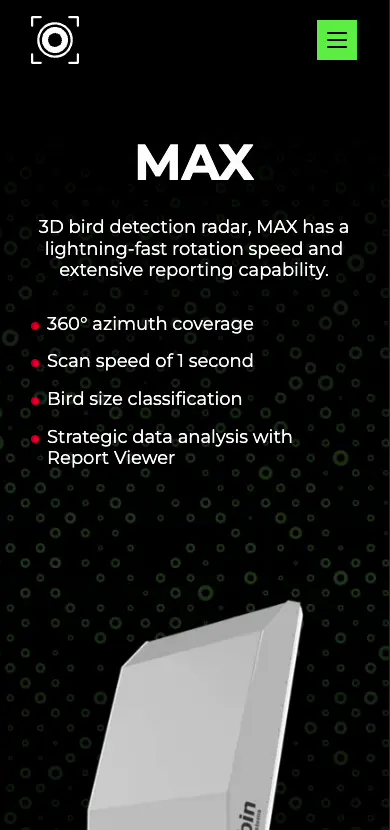 MAX
3D bird detection radar, MAX has a
lightning-fast rotation speed and
extensive reporting capability.
360° azimuth coverage
Scan speed of 1 second
Bird size classification
Strategic data analysis with
Report Viewer